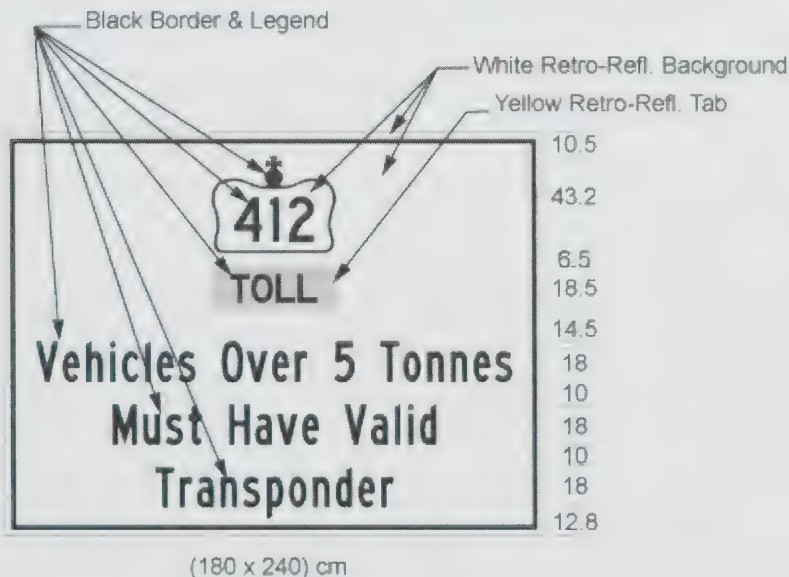 Black Border & Legend
White Retro-Refl. Background
Yellow Retro-Refl. Tab
10.5
412
43.2
6.5
TOLL
18.5
14.5
Vehicles Over 5 Tonnes
18
10
Must Have Valid
18
10
Transponder
18
12.8
(180 x 240) cm